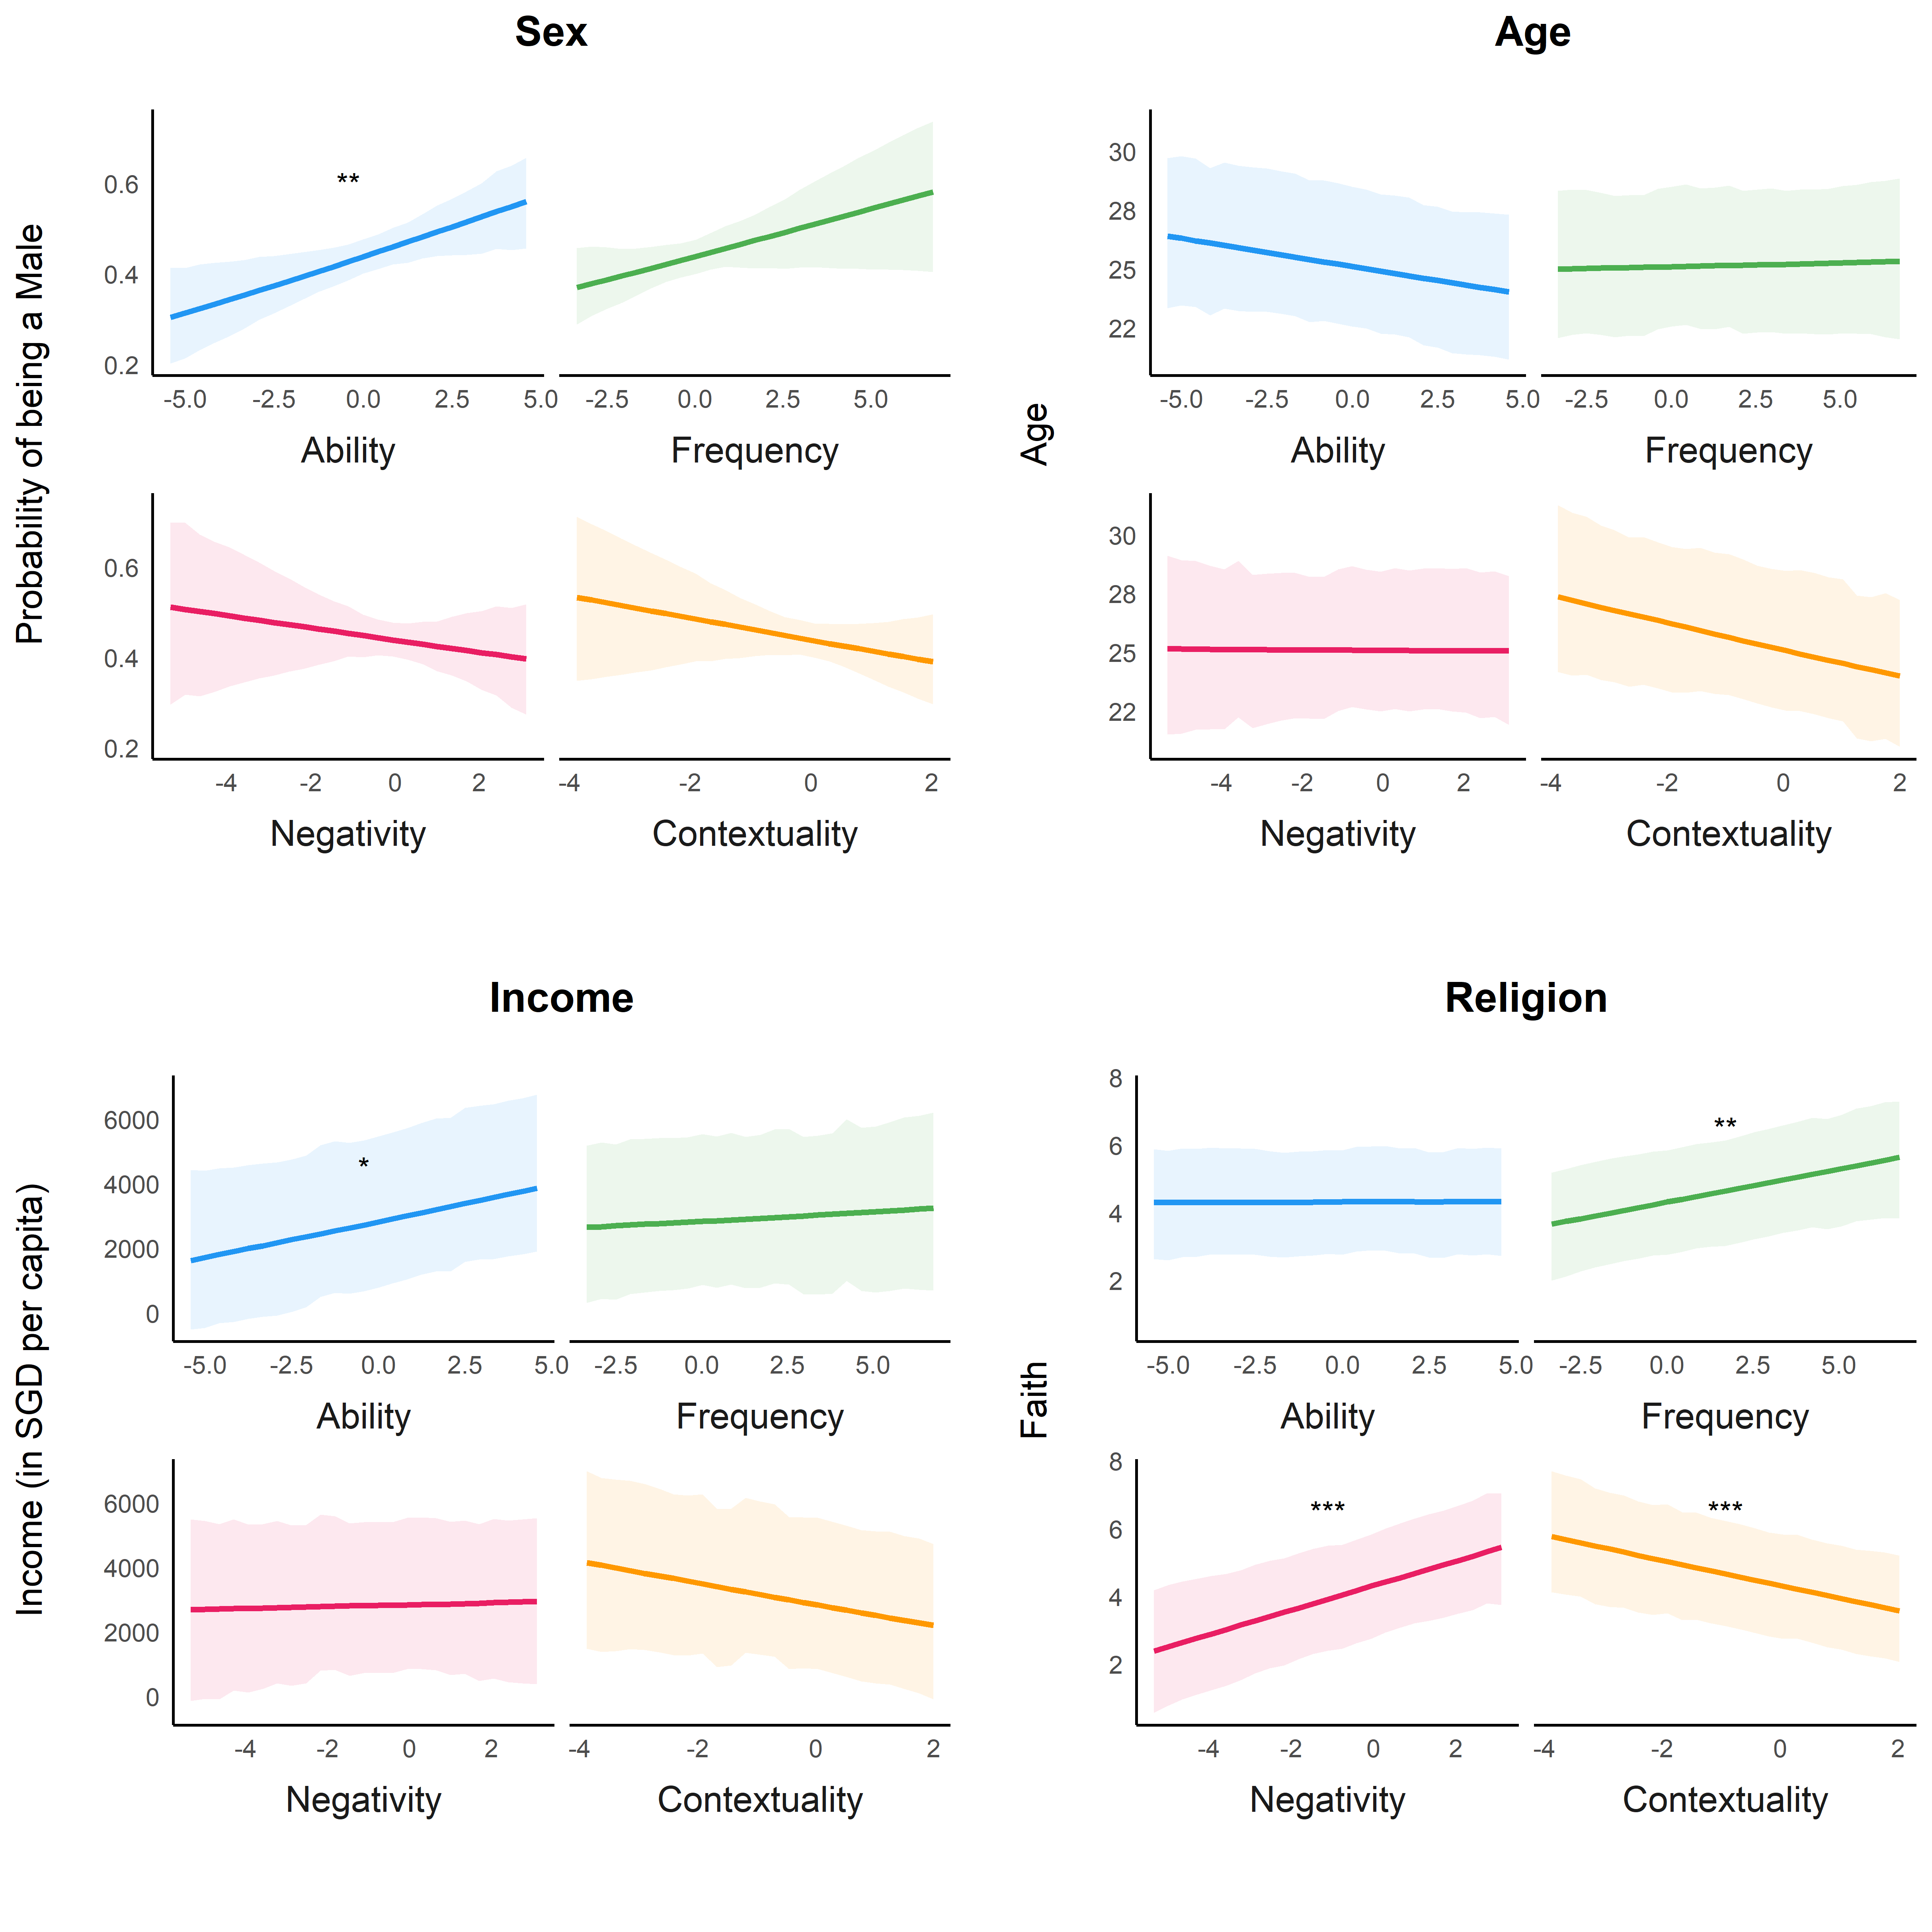 Sex
Probability of being a Male
**
0.6
0.4
0.2
-5.0 -2.5 0.0 2.5 5.0
Ability
-2.5 0.0 2.5 5.0
Frequency
0.6
0.4
0.2
-4 -2 0 2
Negativity
-4 -2 0 2
Contextuality
Age
Age
30
28
25
22
-5.0 -2.5 0.0 2.5 5.0
Ability
-2.5 0.0 2.5 5.0
Frequency
30
28
25
22
-4 -2 0 2
Negativity
-4 -2 0 2
Contextuality
Income
Income (in SGD per capita)
*
6000
4000
2000
0
-5.0 -2.5 0.0 2.5 5.0
Ability
-2.5 0.0 2.5 5.0
Frequency
6000
4000
2000
0
-4 -2 0 2
Negativity
-4 -2 0 2
Contextuality
Religion
Faith
8
6
4
2
-5.0 -2.5 0.0 2.5 5.0
Ability
**
-2.5 0.0 2.5 5.0
Frequency
8
6
4
2
***
-4 -2 0 2
Negativity
***
-4 -2 0 2
Contextuality